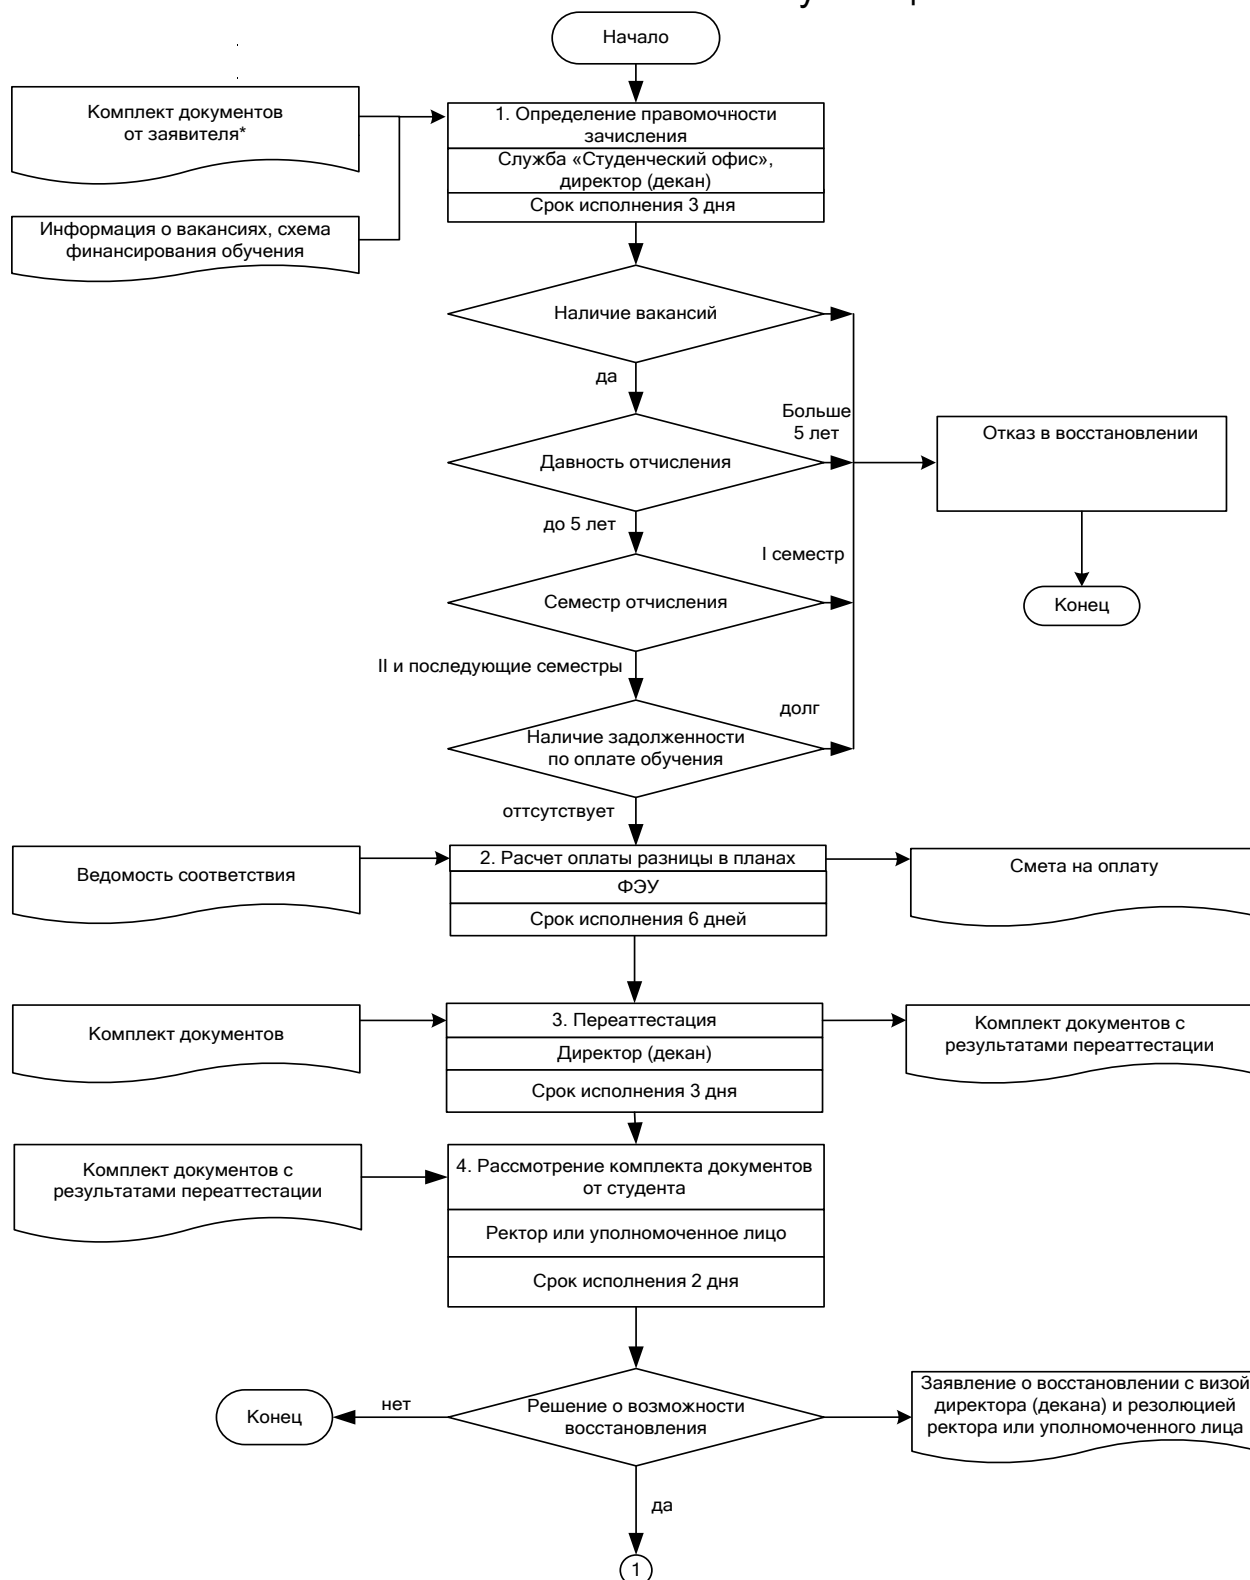 Начало
Комплект документов
от заявителя*
1. Определение правомочности
зачисления
Служба «Студенческий офис»,
директор (декан)
Срок исполнения 3 дня
Информация о вакансиях, схема
финансирования обучения
Наличие вакансий
да
Больше
5 лет
Давность отчисления
Отказ в восстановлении
до 5 лет
I семестр
Семестр отчисления
Конец
II и последующие семестры
долг
Наличие задолженности
по оплате обучения
оттсутствует
Ведомость соответствия
2. Расчет оплаты разницы в планах
ФЭУ
Срок исполнения 6 дней
Смета на оплату
Комплект документов
3. Переаттестация
Директор (декан)
Срок исполнения 3 дня
Комплект документов с
результатами переаттестации
Комплект документов с
результатами переаттестации
4. Рассмотрение комплекта документов
от студента
Ректор или уполномоченное лицо
Срок исполнения 2 дня
Конец
нет
Решение о возможности
восстановления
Заявление о восстановлении с визой
директора (декана) и резолюцией
ректора или уполномоченного лица
да
1